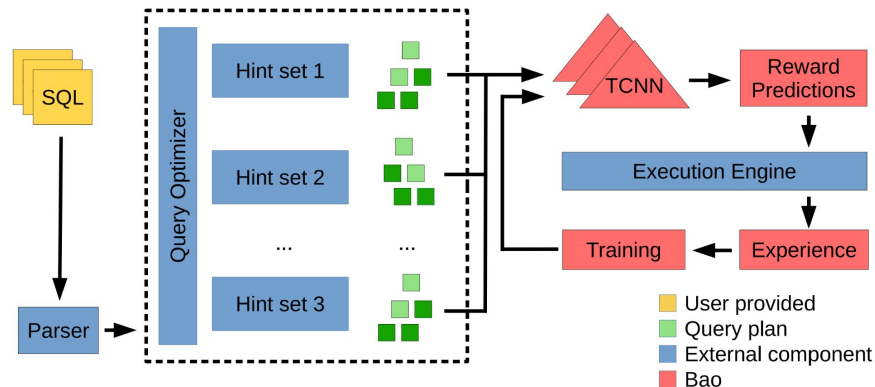 SQL
Parser
Query Optimizer
Hint set 1
Hint set 2
...
...
Hint set 3
TCNN
Reward
Predictions
Execution Engine
Training
Experience
User provided
Query plan
External component
Bao